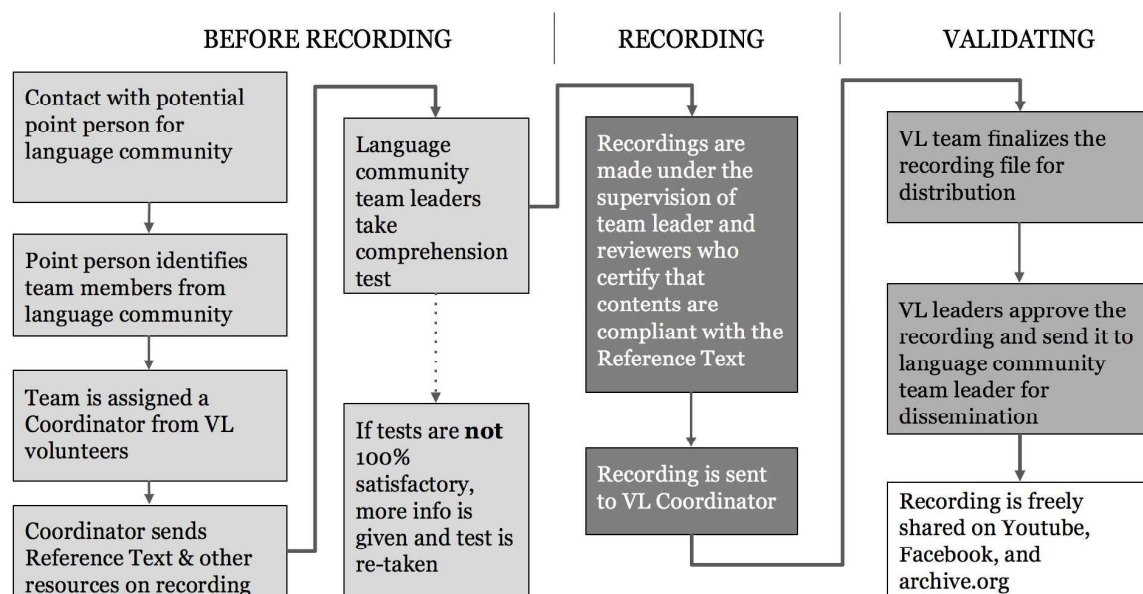 BEFORE RECORDING
RECORDING
VALIDATING
Contact with potential
point person for
language community
Point person identifies
team members from
language community
Team is assigned a
Coordinator from VL
volunteers
Coordinator sends
Reference Text & other
resources on recording
Language
community
team leaders
take
comprehension
test
If tests are not
100%
satisfactory,
more info is
given and test is
re-taken
Recordings are
made under the
supervision of
team leader and
reviewers who
certify that
contents are
compliant with the
Reference Text
Recording is sent
to VL Coordinator
VL team finalizes the
recording file for
distribution
VL leaders approve the
recording and send it to
language community
team leader for
dissemination
Recording is freely
shared on Youtube,
Facebook, and
archive.org